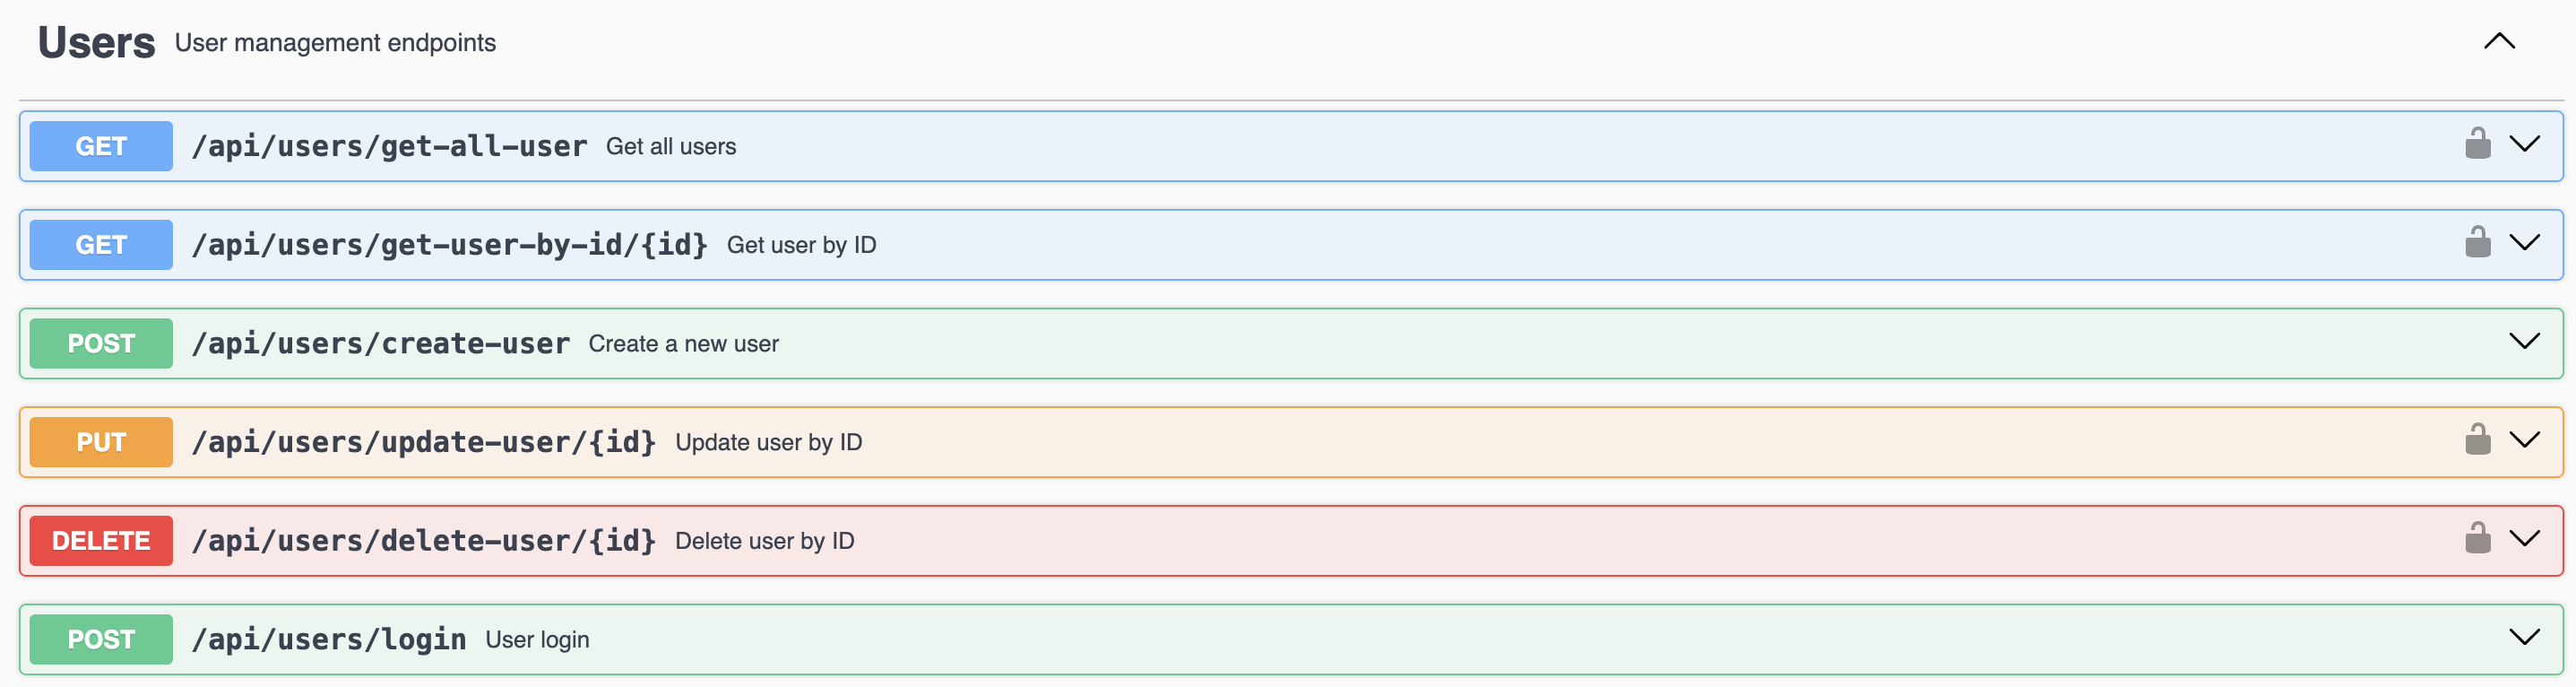 Users User management endpoints
GET /api/users/get-all-user Get all users
GET /api/users/get-user-by-id/{id} Get user by ID
POST /api/users/create-user Create a new user
PUT /api/users/update-user/{id} Update user by ID
DELETE /api/users/delete-user/{id} Delete user by ID
POST /api/users/login User login